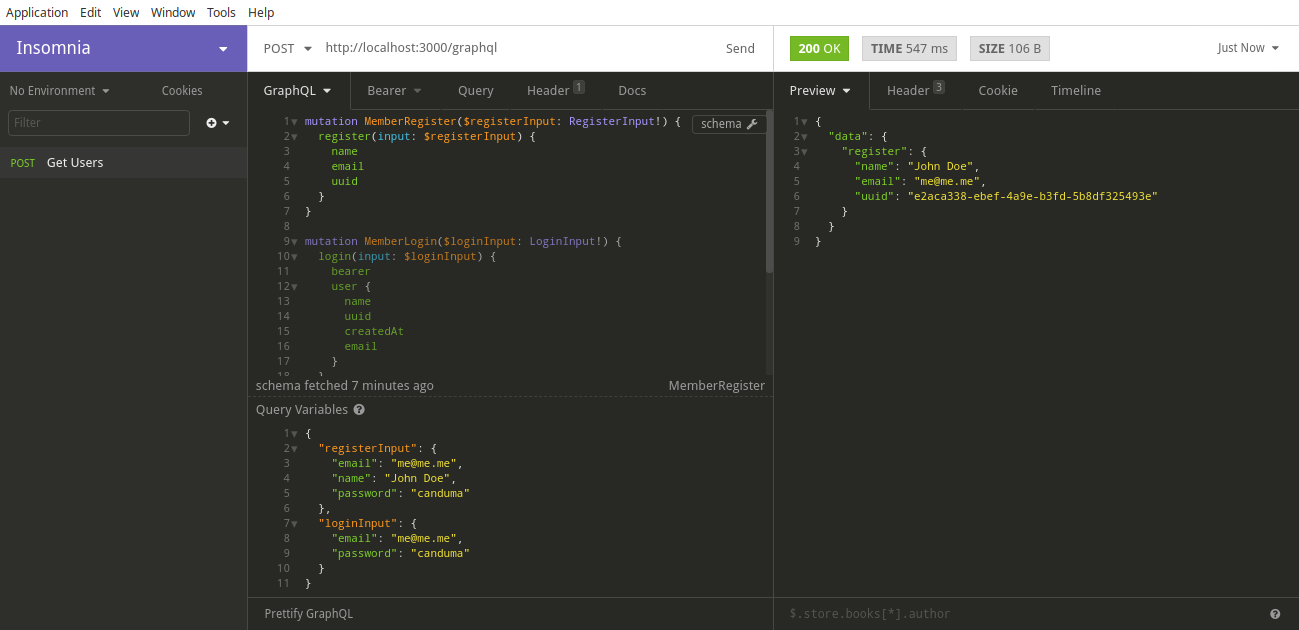 Application Edit View Window Tools Help
Insomnia
POST http://localhost:3000/graphql Send
200 OK TIME 547 ms SIZE 106 B Just Now
No Environment Cookies
Filter
POST Get Users
GraphQL Bearer Query Header 1 Docs
schema
1 mutation MemberRegister($registerInput: RegisterInput!) {
2 register(input: $registerInput) {
3 name
4 email
5 uuid
6 }
7 }
8
9 mutation MemberLogin($loginInput: LoginInput!) {
10 login(input: $loginInput) {
11 bearer
12 user {
13 name
14 uuid
15 createdAt
16 email
17 }
18 }
schema fetched 7 minutes ago MemberRegister
Query Variables
1 {
2 "registerInput": {
3 "email": "me@me.me",
4 "name": "John Doe",
5 "password": "canduma"
6 },
7 "loginInput": {
8 "email": "me@me.me",
9 "password": "canduma"
10 }
11 }
Prettify GraphQL
Preview Header 3 Cookie Timeline
1 {
2 "data": {
3 "register": {
4 "name": "John Doe",
5 "email": "me@me.me",
6 "uuid": "e2aca338-ebef-4a9e-b3fd-5b8df325493e"
7 }
8 }
9 }
$.store.books[*].author